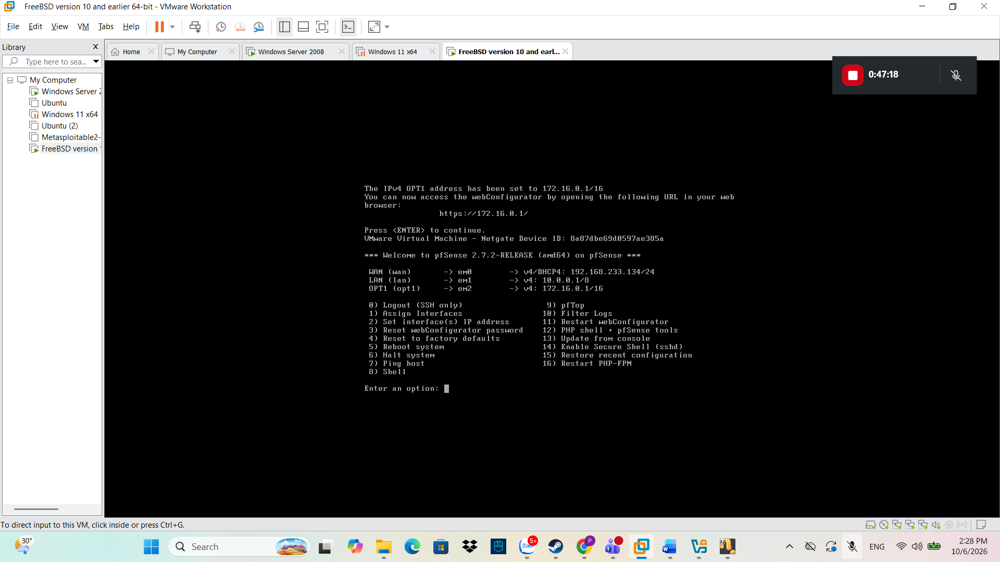 FreeBSD version 10 and earlier 64-bit - VMware Workstation
File Edit View VM Tabs Help
Library
Type here to sea...
My Computer
Windows Server 2
Ubuntu
Windows 11 x64
Ubuntu (2)
Metasploitable2-
FreeBSD version
Home
My Computer
Windows Server 2008
Windows 11 x64
FreeBSD version 10 and earl...
0:47:18
The IPv4 OPT1 address has been set to 172.16.0.1/16
You can now access the webConfigurator by opening the following URL in your web
browser:
https://172.16.0.1/
Press <ENTER> to continue.
VMware Virtual Machine - Netgate Device ID: 8a87dbe69d0597ae385a
*** Welcome to pfSense 2.7.2-RELEASE (amd64) on pfSense ***
WAN (wan) -> em0 -> v4/DHCP4: 192.168.233.134/24
LAN (lan) -> em1 -> v4: 10.0.0.1/8
OPT1 (opt1) -> em2 -> v4: 172.16.0.1/16
0) Logout (SSH only) 9) pfTop
1) Assign Interfaces 10) Filter Logs
2) Set interface(s) IP address 11) Restart webConfigurator
3) Reset webConfigurator password 12) PHP shell + pfSense tools
4) Reset to factory defaults 13) Update from console
5) Reboot system 14) Enable Secure Shell (sshd)
6) Halt system 15) Restore recent configuration
7) Ping host 16) Restart PHP-FPM
8) Shell
Enter an option:
To direct input to this VM, click inside or press Ctrl+G.
30°
Search
5+
Zalo
P
32
ENG
2:28 PM
10/6/2026